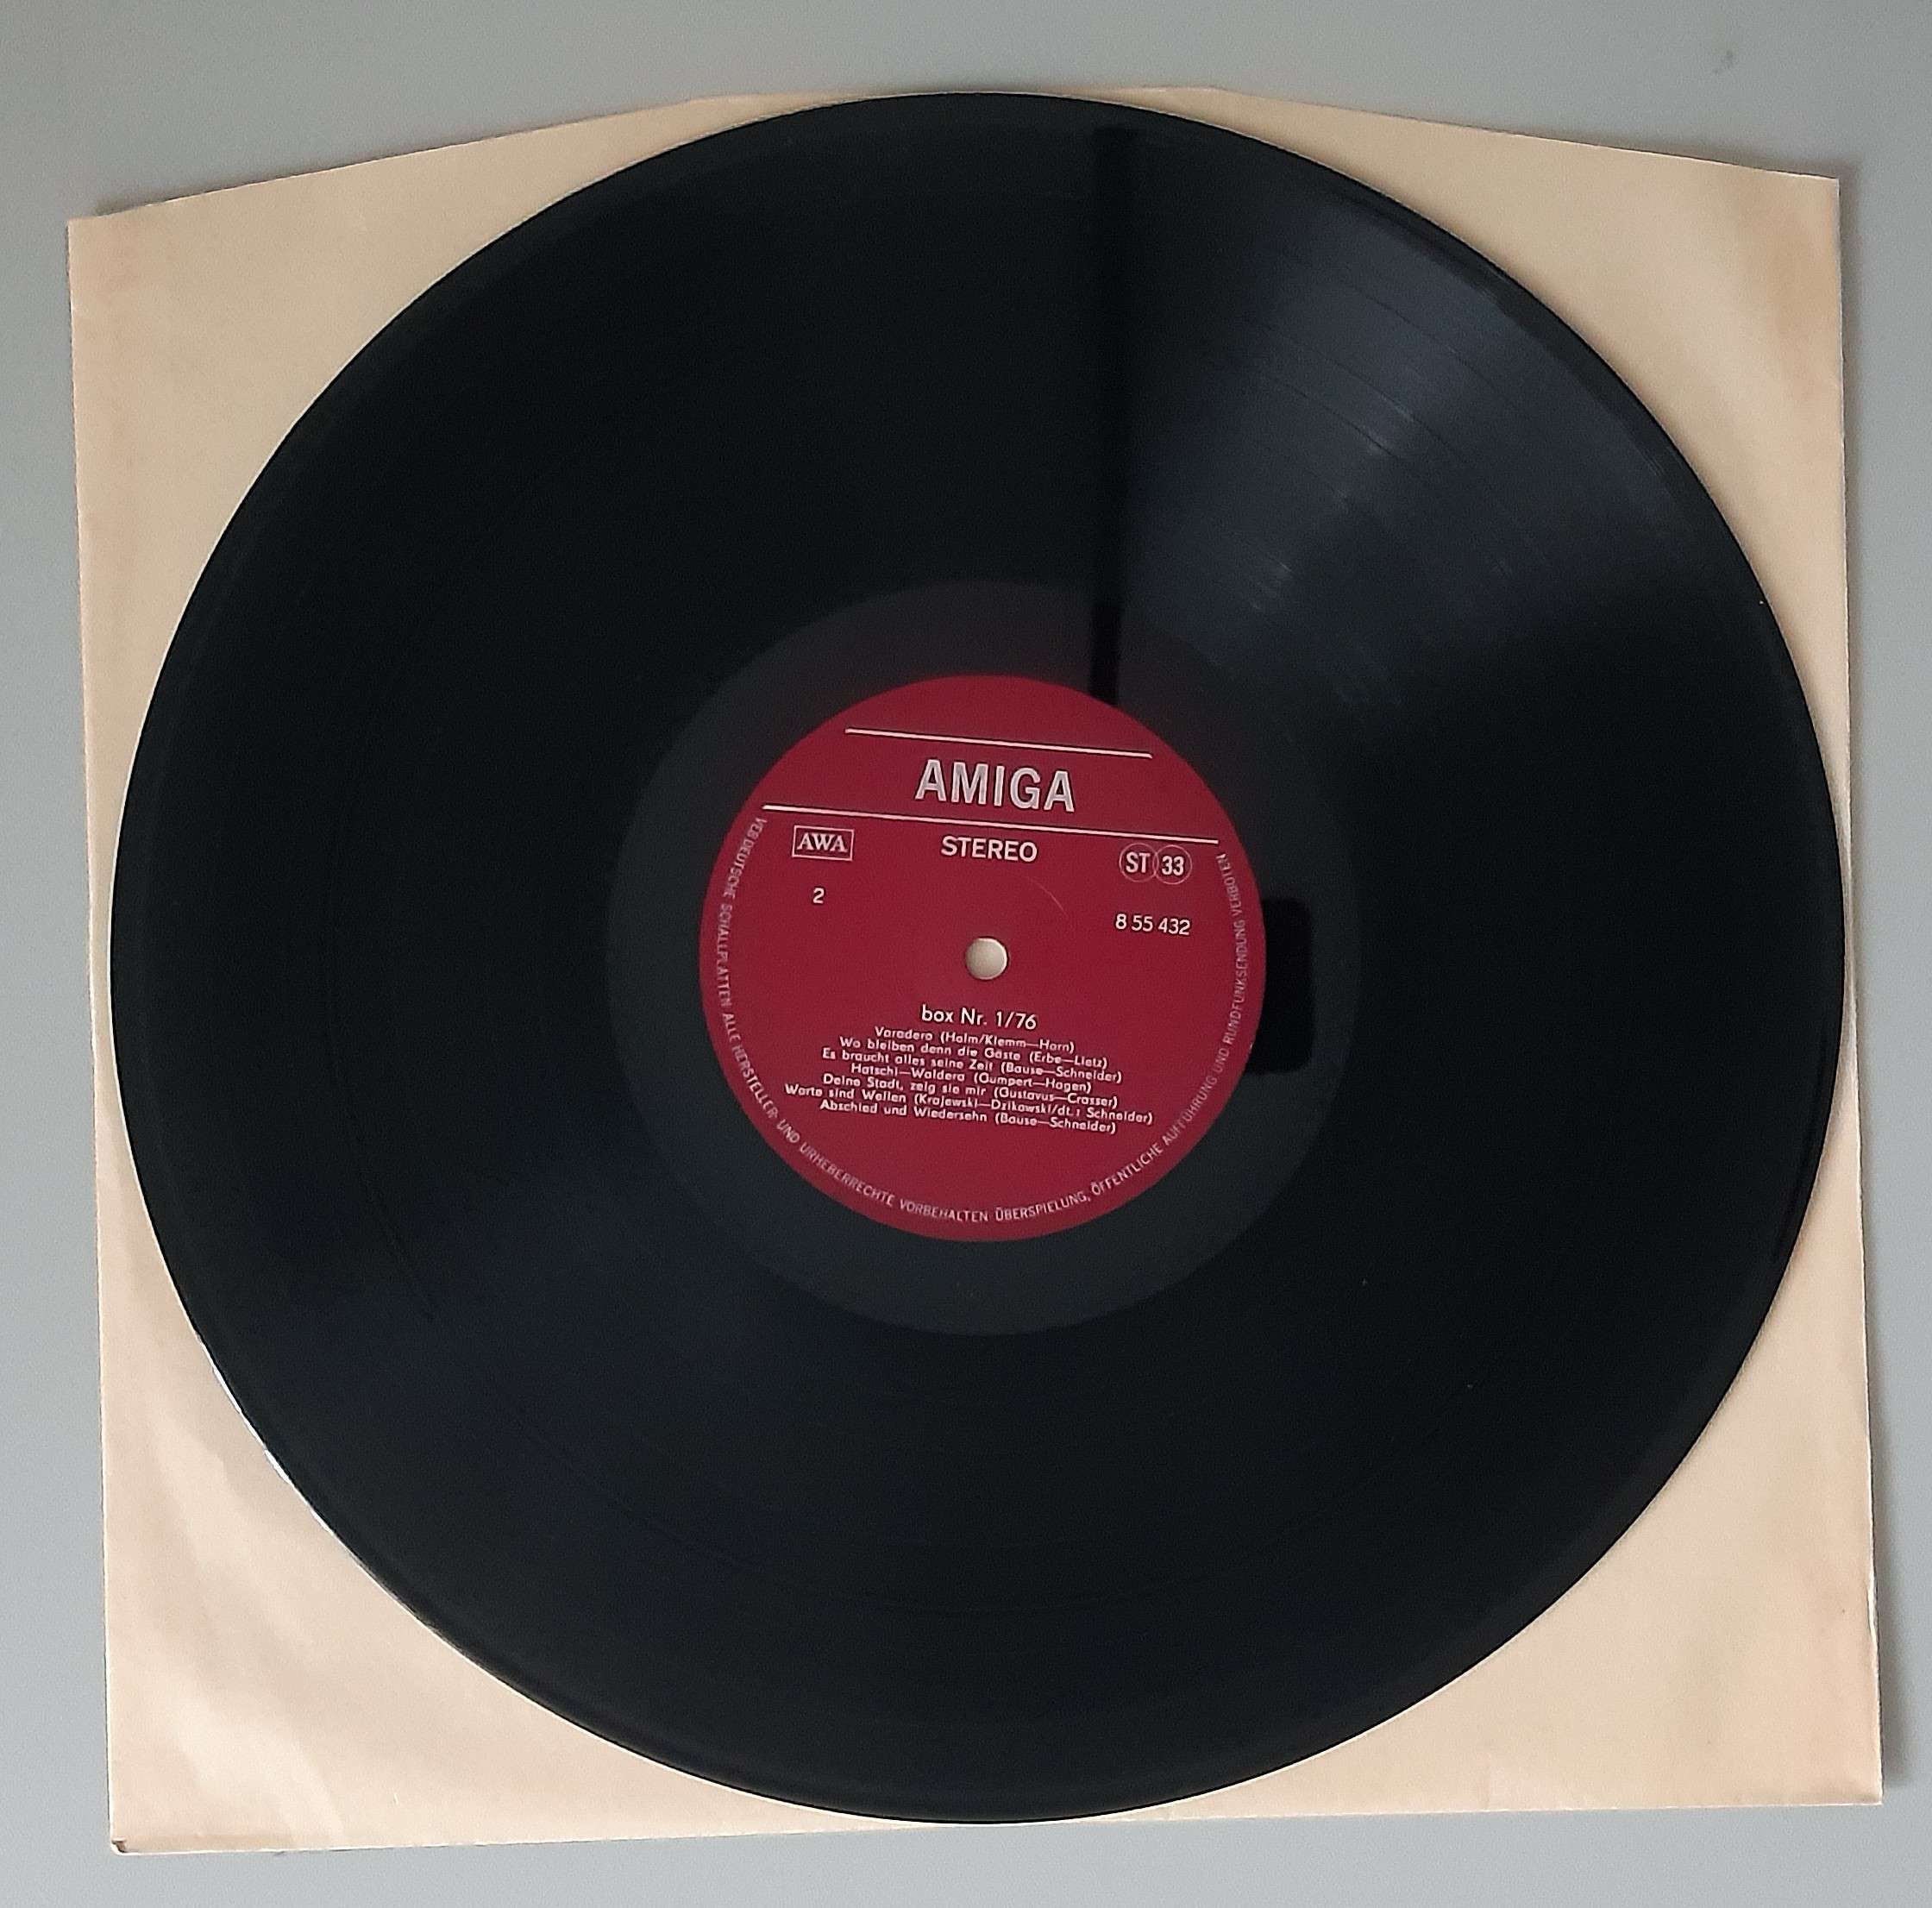 AMIGA
AWA
STEREO
ST 33
2
8 55 432
box Nr. 1/76
Varadero (Halm/Klemm—Horn)
Wo bleiben denn die Gäste (Erbe—Lietz)
Es braucht alles seine Zeit (Bause—Schneider)
Hatschi—Waldera (Gumpert—Hagen)
Deine Stadt, zeig sie mir (Gustavus—Crasser)
Worte sind Wellen (Krajewski—Dzikowski/dt.: Schneider)
Abschied und Wiedersehn (Bause—Schneider)
VEB DEUTSCHE SCHALLPLATTEN ALLE HERSTELLER- UND URHEBERRECHTE VORBEHALTEN · ÜBERSPIELUNG, ÖFFENTLICHE AUFFÜHRUNG UND RUNDFUNKSENDUNG VERBOTEN